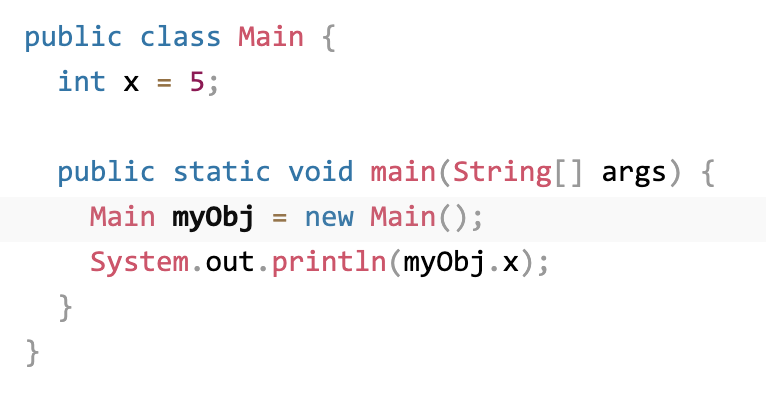 public class Main {
  int x = 5;

  public static void main(String[] args) {
    Main myObj = new Main();
    System.out.println(myObj.x);
  }
}